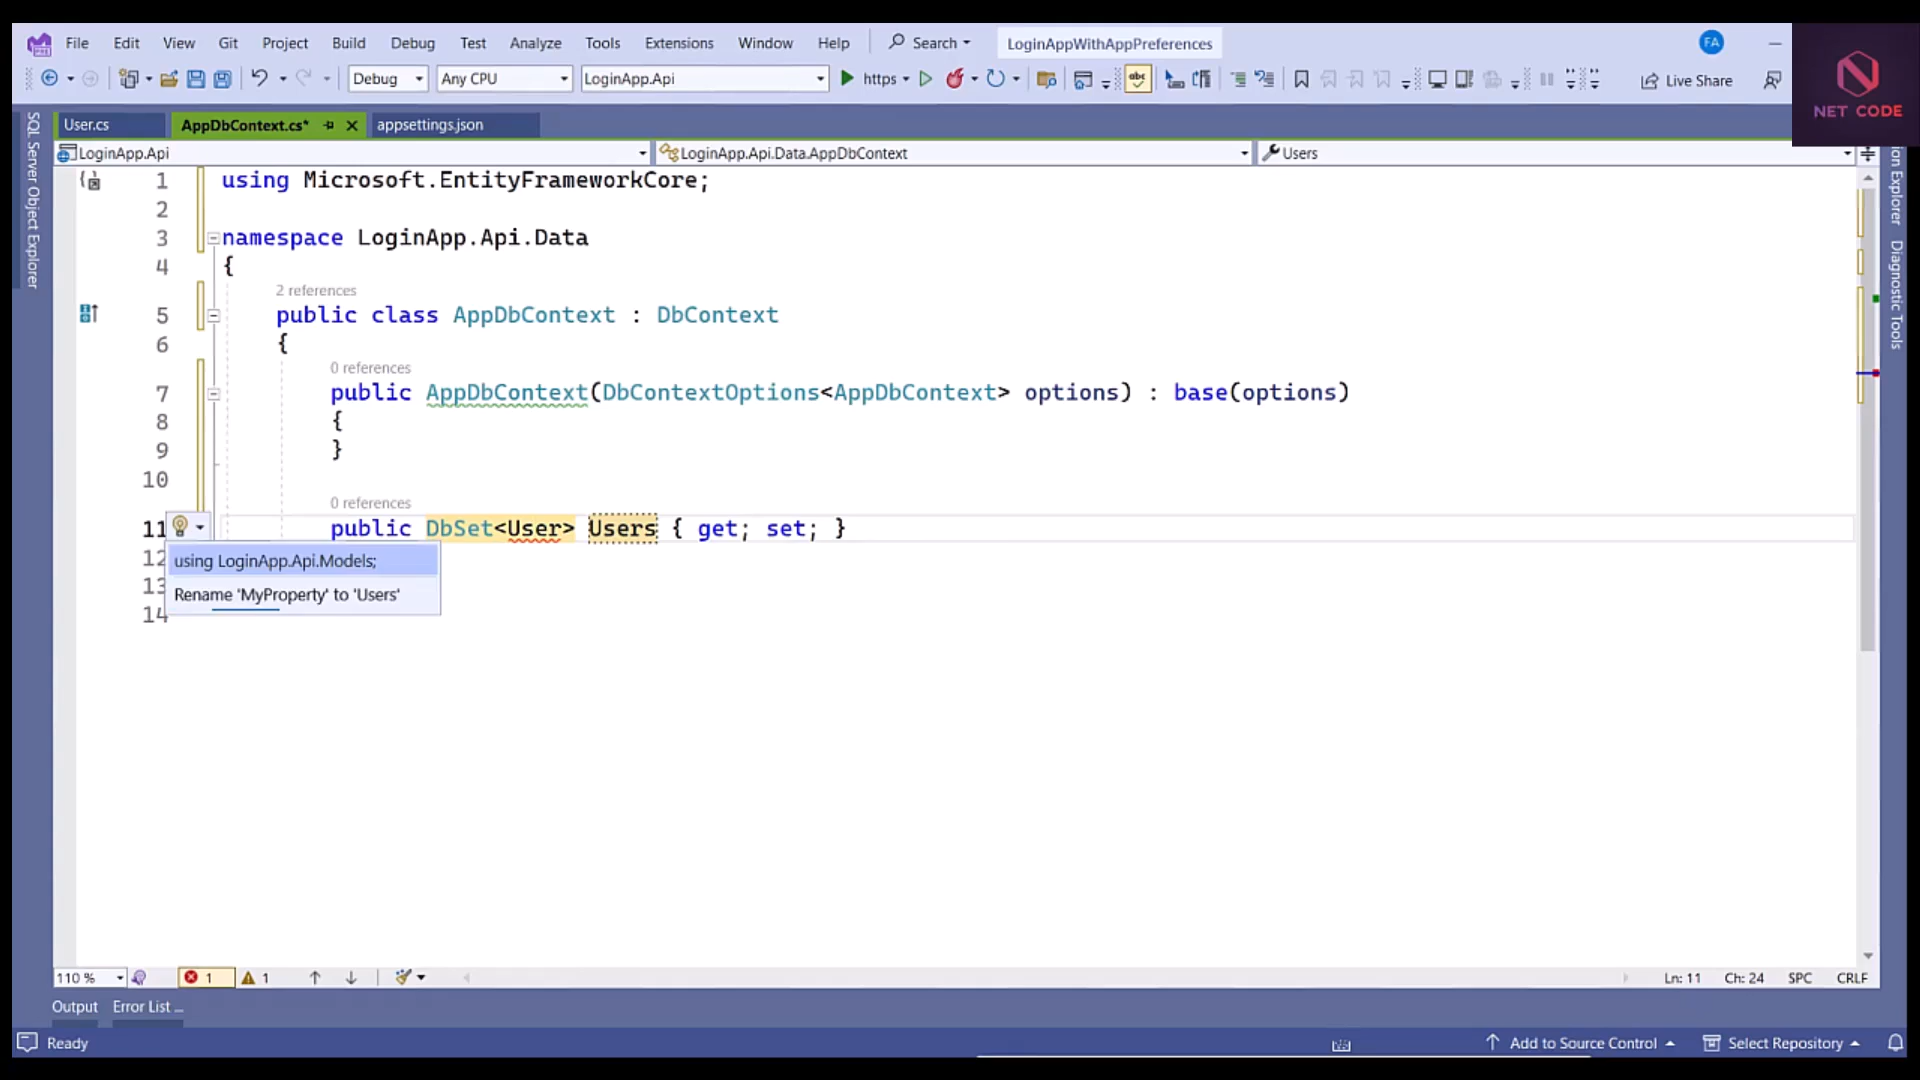 File Edit View Git Project Build Debug Test Analyze Tools Extensions Window Help Search LoginAppWithAppPreferences FA
Debug Any CPU LoginApp.Api https Live Share
NET CODE
User.cs AppDbContext.cs* appsettings.json
LoginApp.Api LoginApp.Api.Data.AppDbContext Users
SQL Server Object Explorer
ion Explorer
Diagnostic Tools
1 using Microsoft.EntityFrameworkCore;
2
3 namespace LoginApp.Api.Data
4 {
2 references
5 public class AppDbContext : DbContext
6 {
0 references
7 public AppDbContext(DbContextOptions<AppDbContext> options) : base(options)
8 {
9 }
10
0 references
11 public DbSet<User> Users { get; set; }
12
using LoginApp.Api.Models;
13
Rename 'MyProperty' to 'Users'
14
110 % 1 1 Ln: 11 Ch: 24 SPC CRLF
Output Error List ...
Ready Add to Source Control Select Repository